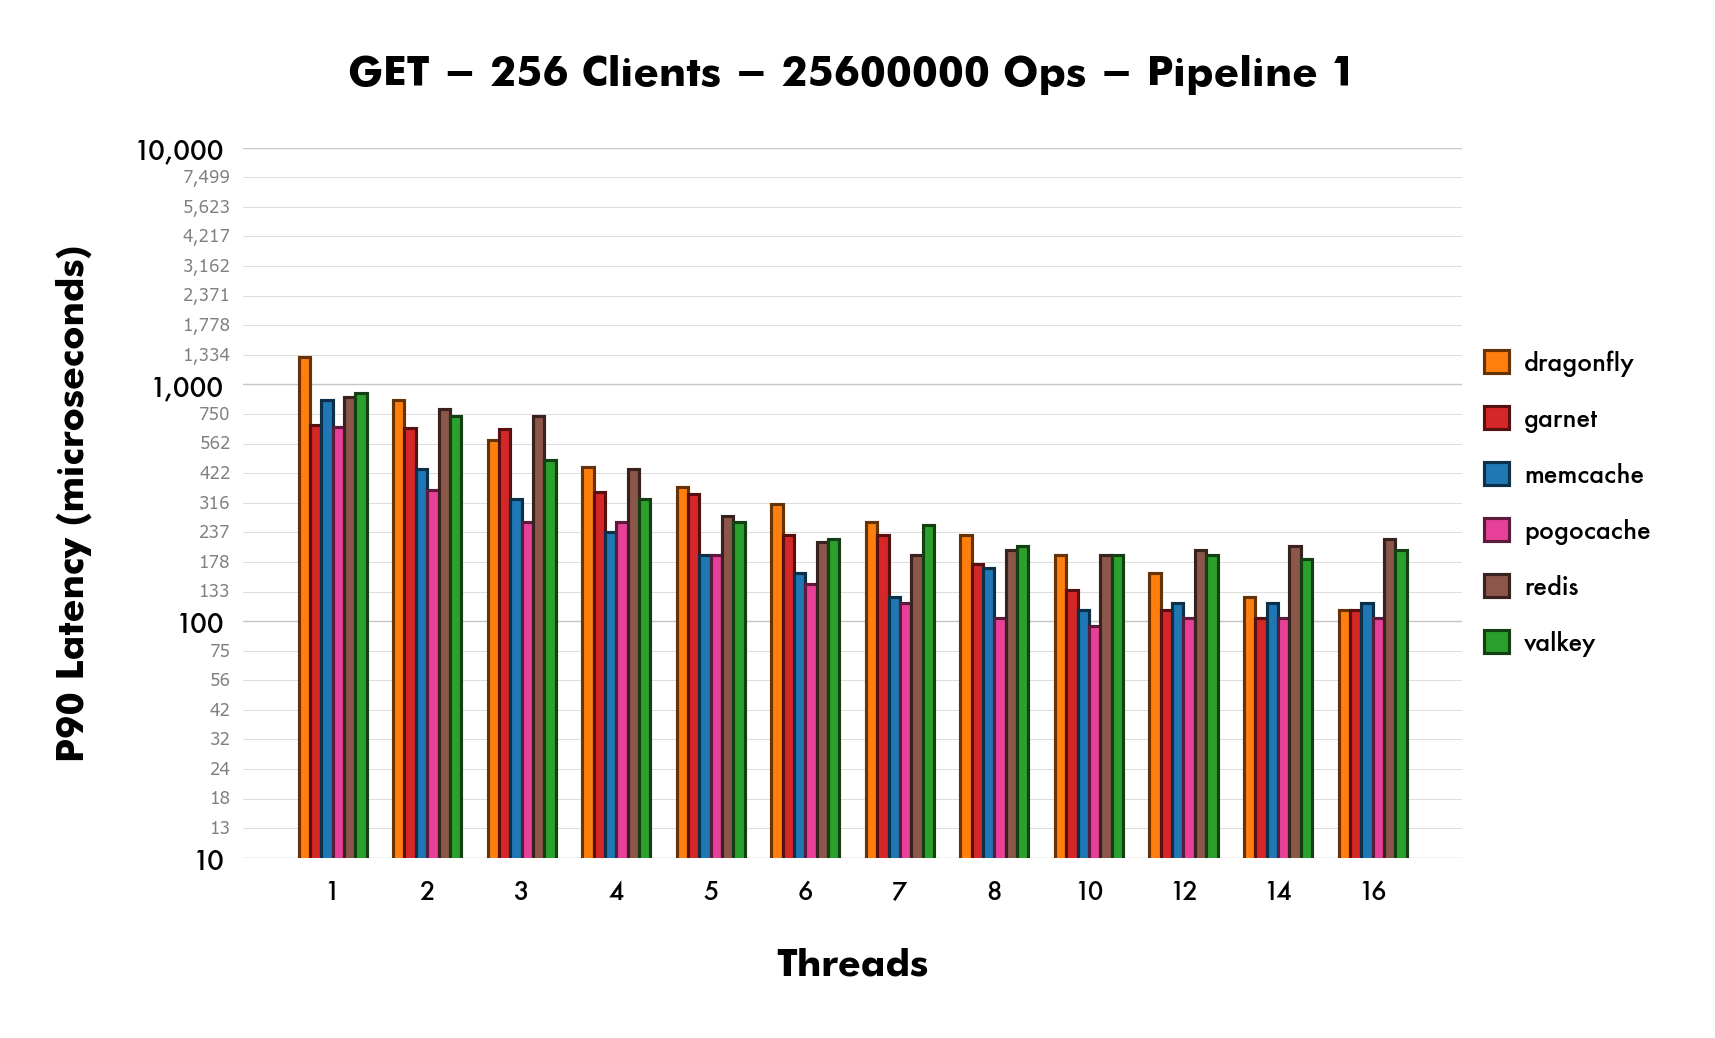 GET – 256 Clients – 25600000 Ops – Pipeline 1
P90 Latency (microseconds)
10,000
7,499
5,623
4,217
3,162
2,371
1,778
1,334
1,000
750
562
422
316
237
178
133
100
75
56
42
32
24
18
13
10
1 2 3 4 5 6 7 8 10 12 14 16
Threads
dragonfly
garnet
memcache
pogocache
redis
valkey